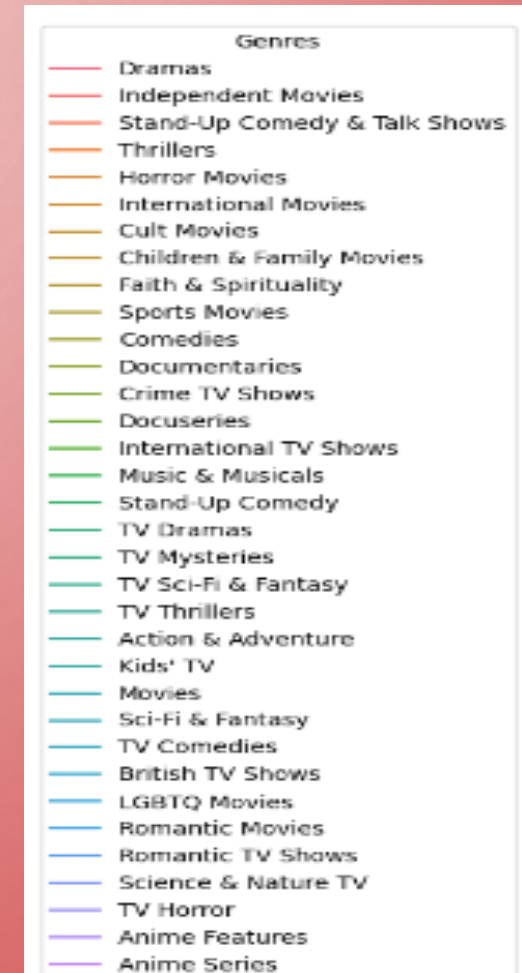 Genres
Dramas
Independent Movies
Stand-Up Comedy & Talk Shows
Thrillers
Horror Movies
International Movies
Cult Movies
Children & Family Movies
Faith & Spirituality
Sports Movies
Comedies
Documentaries
Crime TV Shows
Docuseries
International TV Shows
Music & Musicals
Stand-Up Comedy
TV Dramas
TV Mysteries
TV Sci-Fi & Fantasy
TV Thrillers
Action & Adventure
Kids' TV
Movies
Sci-Fi & Fantasy
TV Comedies
British TV Shows
LGBTQ Movies
Romantic Movies
Romantic TV Shows
Science & Nature TV
TV Horror
Anime Features
Anime Series